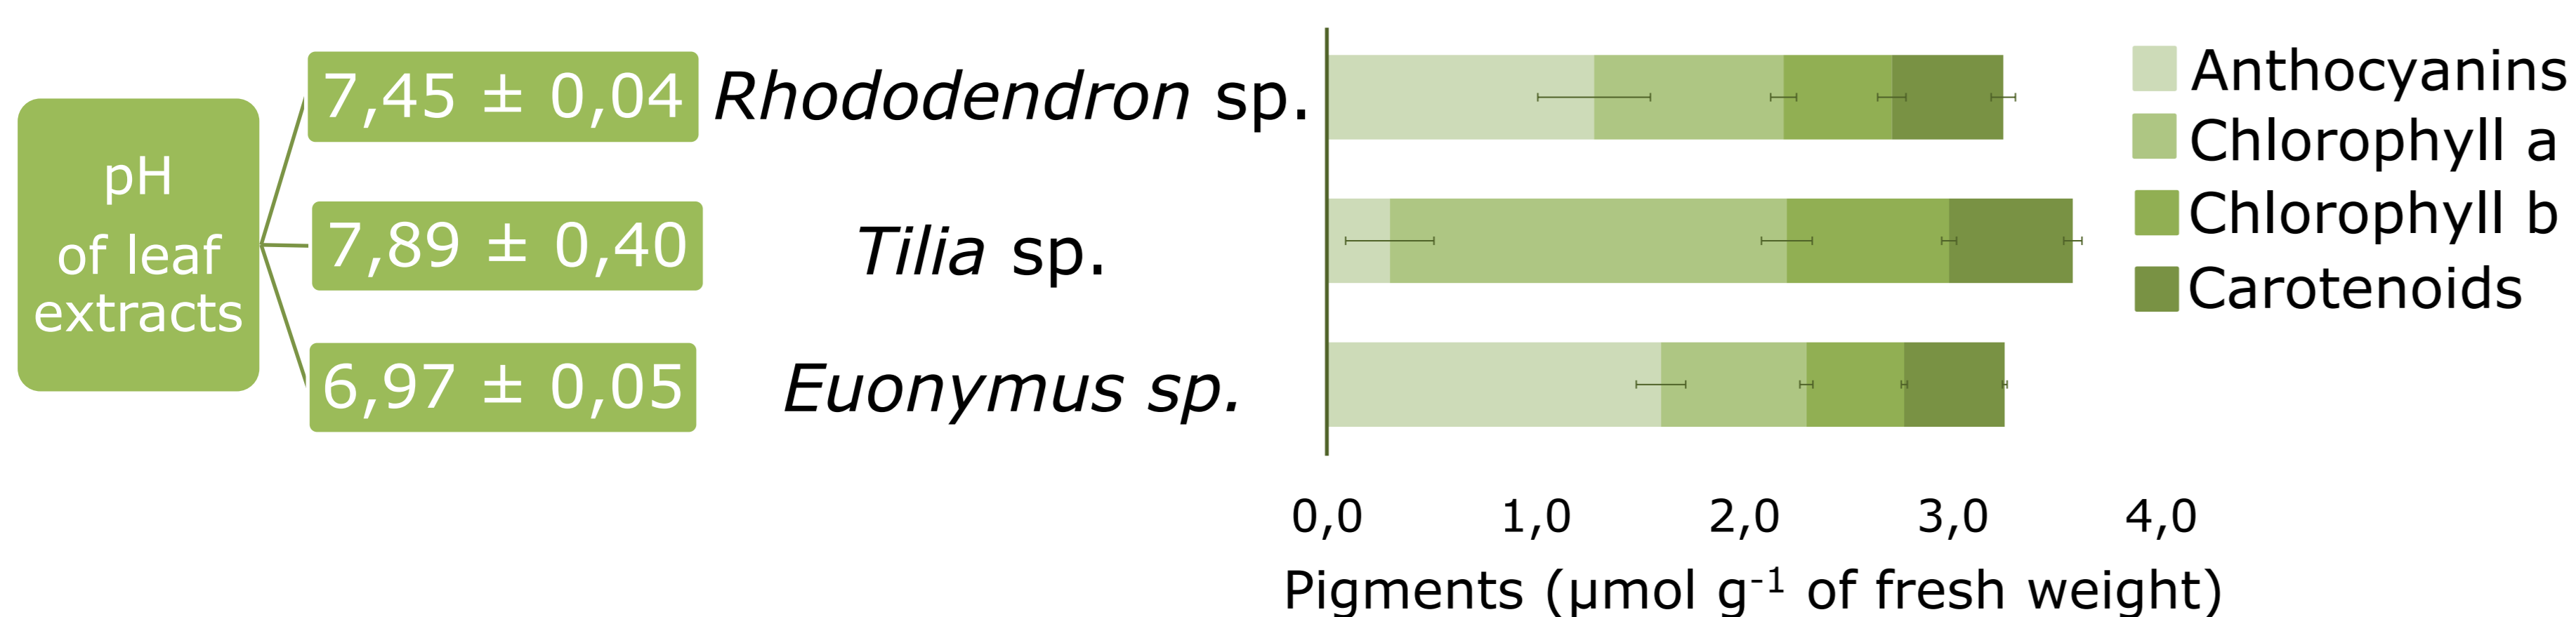 pH
of leaf
extracts
7,45 ± 0,04
7,89 ± 0,40
6,97 ± 0,05
Rhododendron sp.
Tilia sp.
Euonymus sp.
0,0 1,0 2,0 3,0 4,0
Pigments (µmol g⁻¹ of fresh weight)
Anthocyanins
Chlorophyll a
Chlorophyll b
Carotenoids